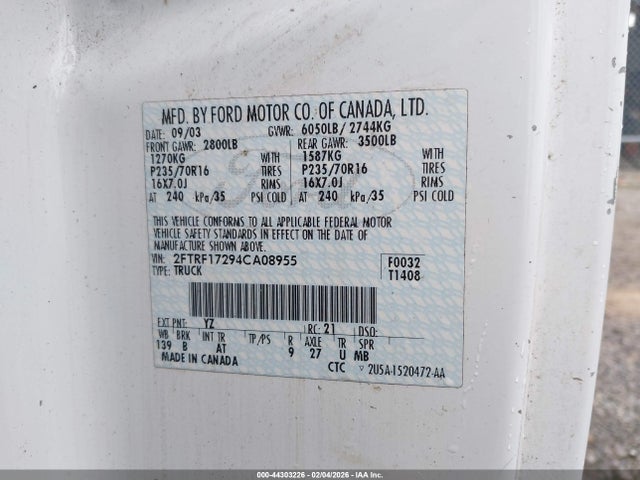 MFD. BY FORD MOTOR CO. OF CANADA, LTD.
DATE: 09/03 GVWR: 6050LB/ 2744KG
FRONT GAWR: 2800LB REAR GAWR: 3500LB
1270KG WITH 1587KG WITH
P235/70R16 TIRES P235/70R16 TIRES
16X7.0J RIMS 16X7.0J RIMS
AT 240 kPa/35 PSI COLD AT 240 kPa/35 PSI COLD
THIS VEHICLE CONFORMS TO ALL APPLICABLE FEDERAL MOTOR
VEHICLE SAFETY STANDARDS IN EFFECT ON THE DATE OF
MANUFACTURE SHOWN ABOVE.
VIN: 2FTRF17294CA08955 F0032
TYPE: TRUCK T1408
EXT PNT: YZ RC: 21 DSO:
WB BRK INT TR TP/PS R AXLE TR SPR
139 B AT 9 27 U MB
MADE IN CANADA CTC ▽ 2U5A-1520472-AA
000-44303226 - 02/04/2026 - IAA Inc.